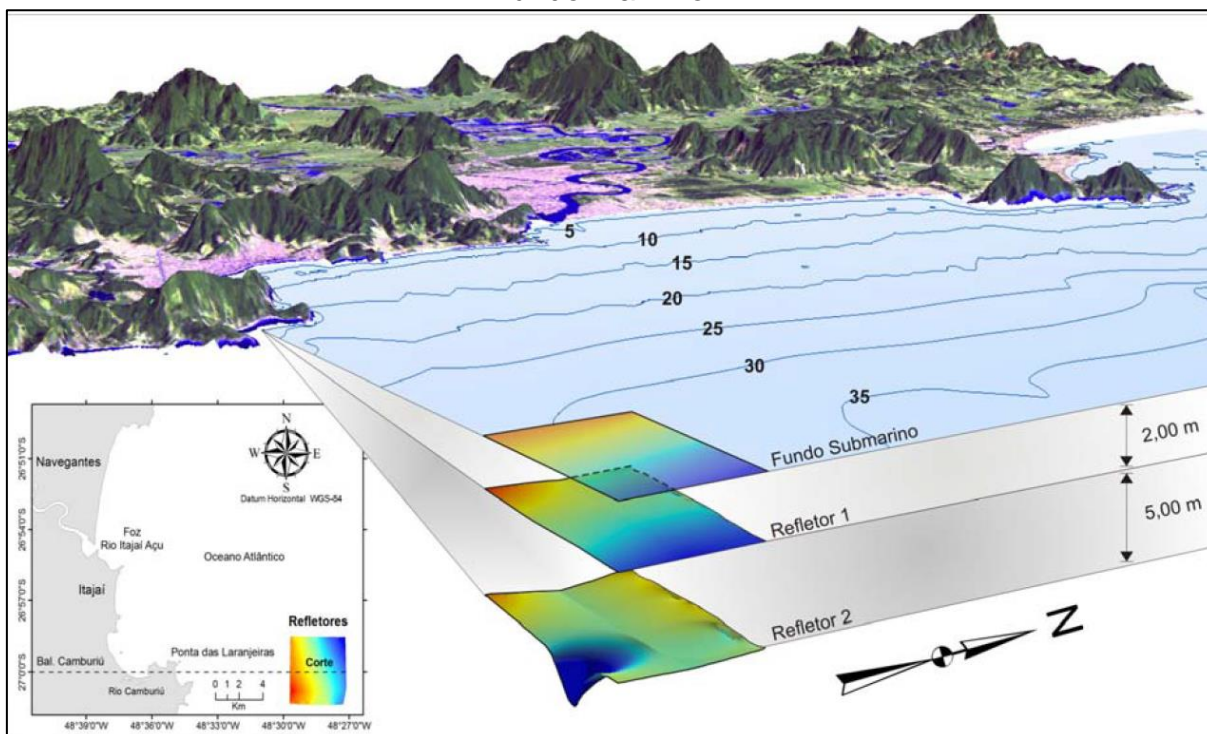 5
10
15
20
25
30
35
Fundo Submarino
2,00 m
Refletor 1
5,00 m
Refletor 2
N
N
W E
S
Datum Horizontal WGS-84
26°51'0"S
26°54'0"S
26°57'0"S
27°0'0"S
Navegantes
Foz
Rio Itajaí Açu
Oceano Atlântico
Itajaí
Refletores
Corte
Ponta das Laranjeiras
Bal. Camburiú
Rio Camburiú
0 1 2 4
Km
48°39'0"W
48°36'0"W
48°33'0"W
48°30'0"W
48°27'0"W